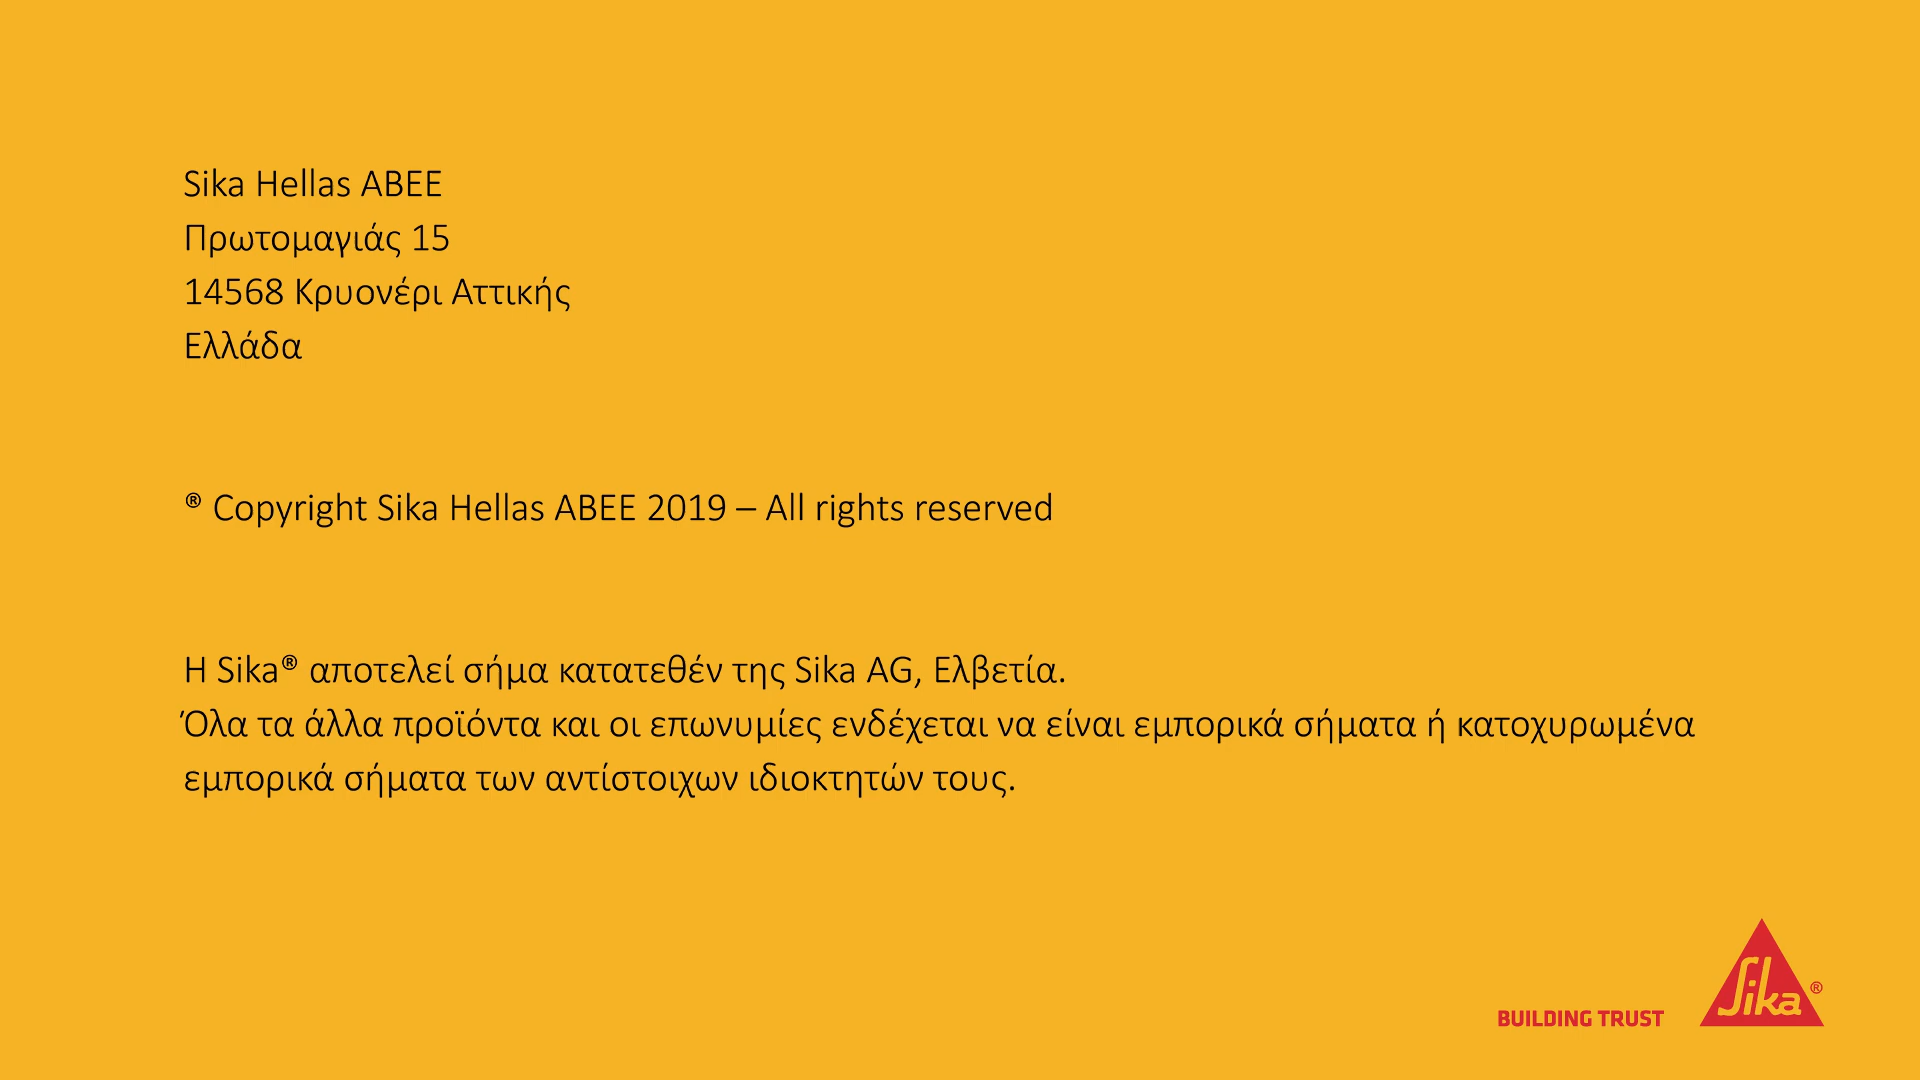 Sika Hellas ABEE
Πρωτομαγιάς 15
14568 Κρυονέρι Αττικής
Ελλάδα
® Copyright Sika Hellas ABEE 2019 – All rights reserved
Η Sika® αποτελεί σήμα κατατεθέν της Sika AG, Ελβετία.
Όλα τα άλλα προϊόντα και οι επωνυμίες ενδέχεται να είναι εμπορικά σήματα ή κατοχυρωμένα
εμπορικά σήματα των αντίστοιχων ιδιοκτητών τους.
BUILDING TRUST
Sika®